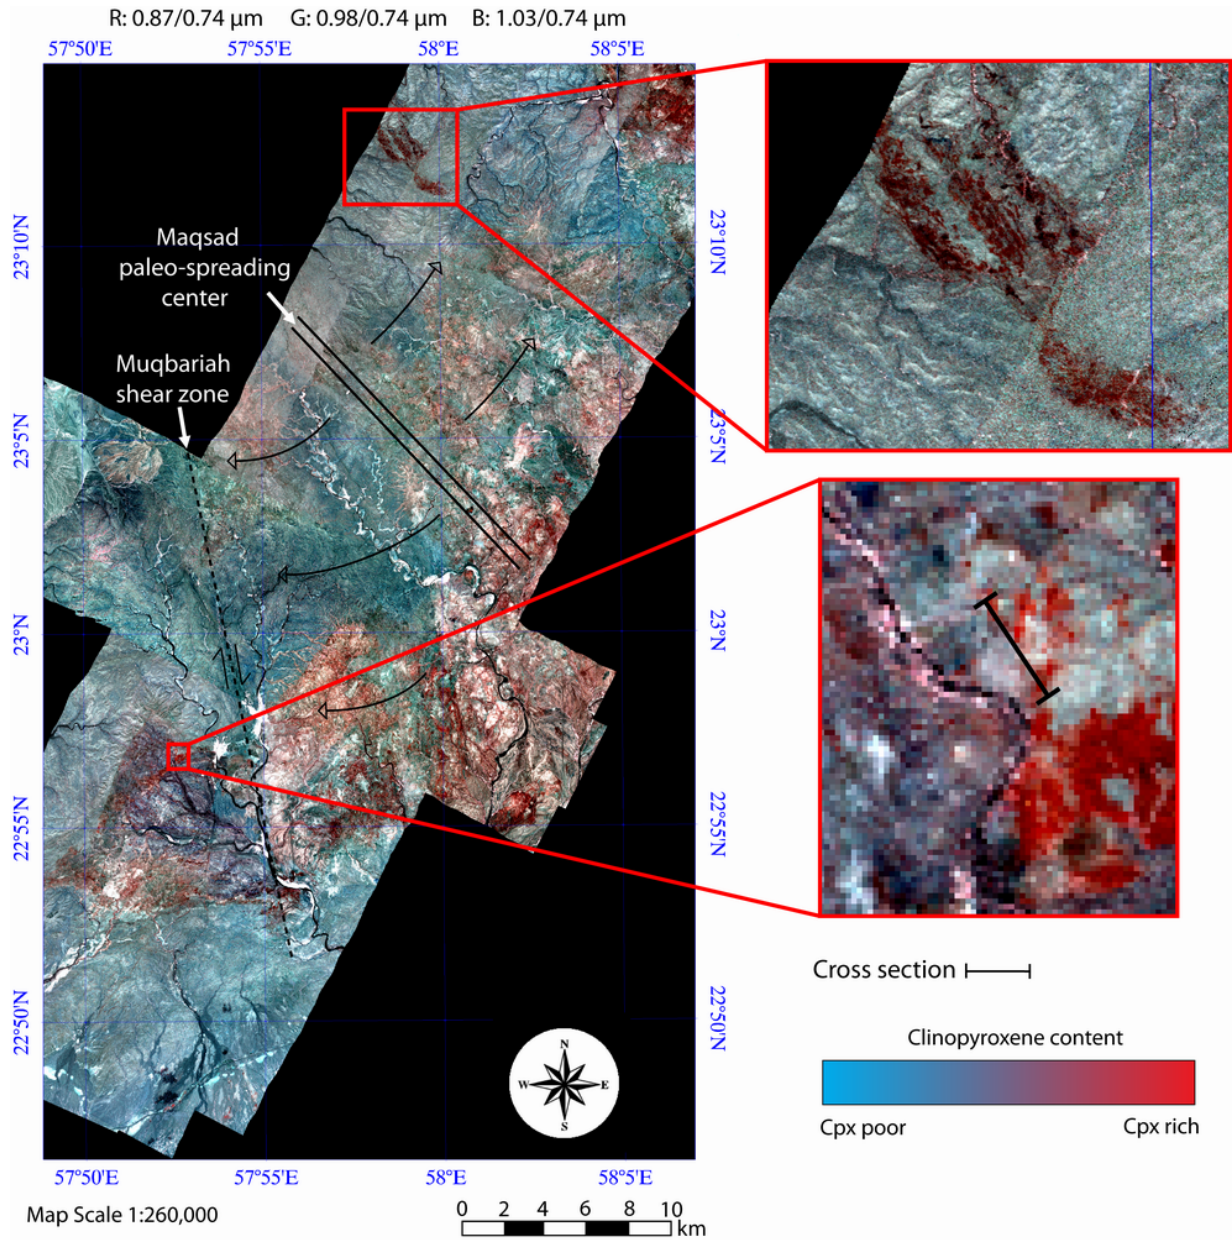 R: 0.87/0.74 µm G: 0.98/0.74 µm B: 1.03/0.74 µm
57°50'E 57°55'E 58°E 58°5'E
23°10'N 23°10'N
Maqsad
paleo-spreading
center
Muqbariah
shear zone
23°5'N 23°5'N
23°N 23°N
22°55'N 22°55'N
Cross section
22°50'N 22°50'N
Clinopyroxene content
N
W E
S
Cpx poor Cpx rich
57°50'E 57°55'E 58°E 58°5'E
Map Scale 1:260,000
0 2 4 6 8 10
km